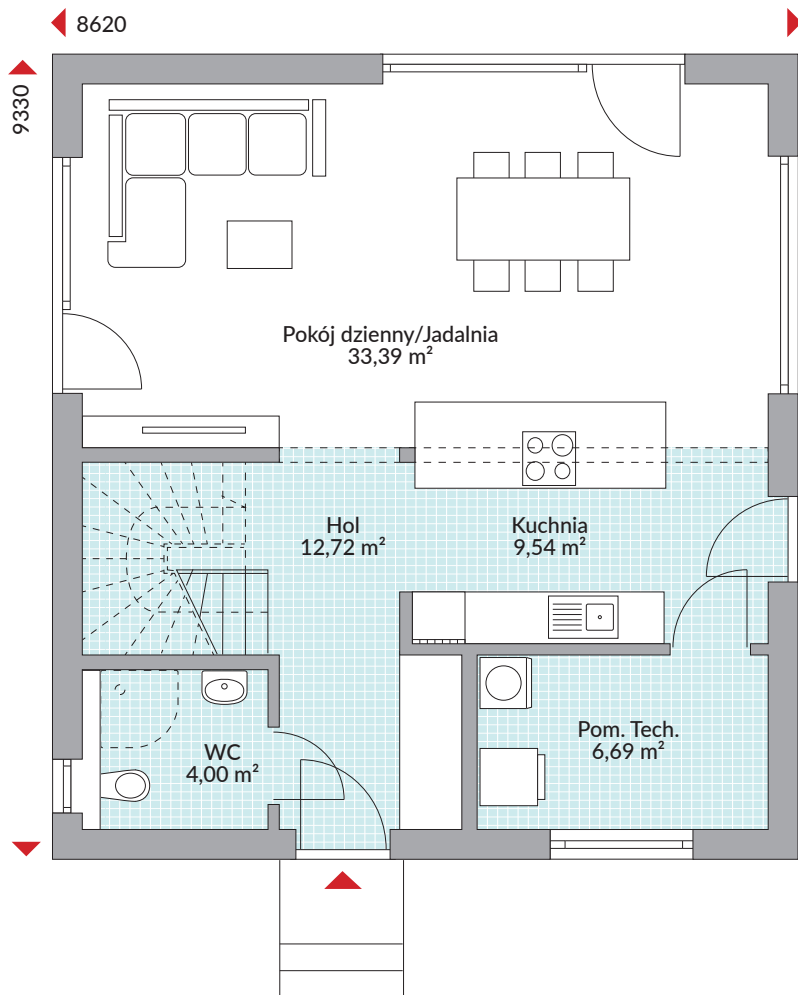 8620
9330
Pokój dzienny/Jadalnia
33,39 m²
Hol
12,72 m²
Kuchnia
9,54 m²
WC
4,00 m²
Pom. Tech.
6,69 m²